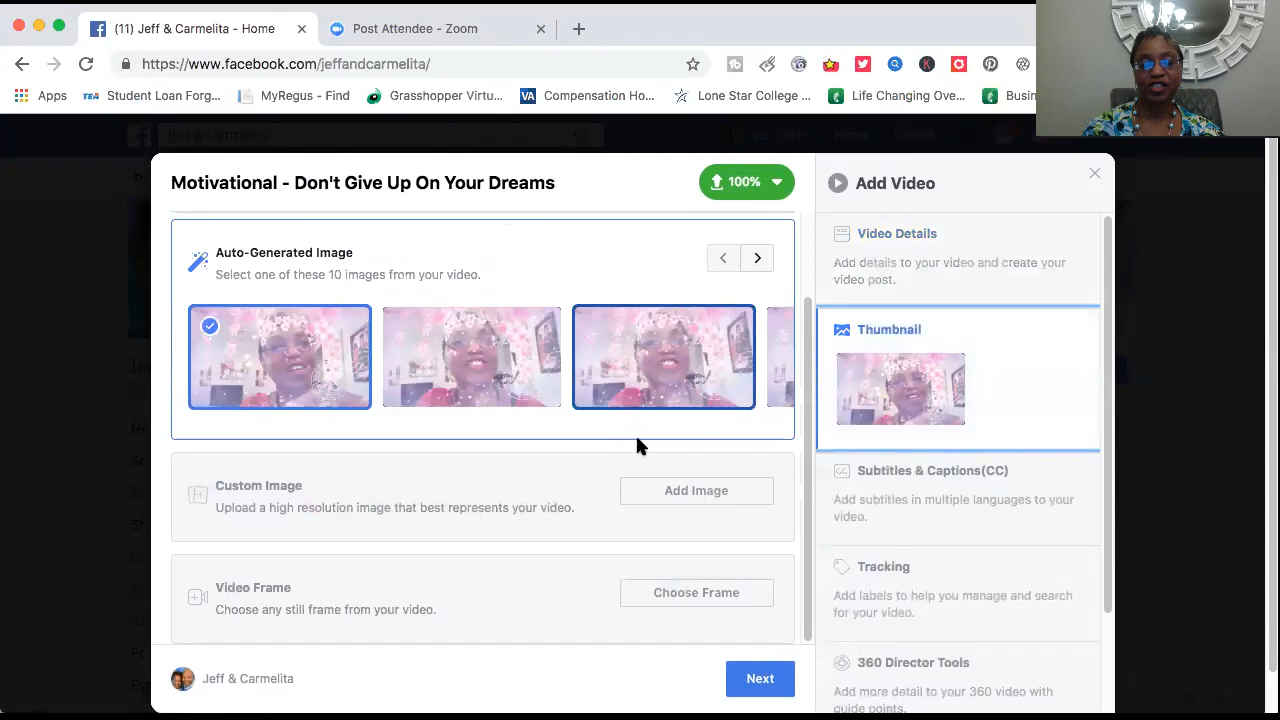 (11) Jeff & Carmelita - Home
Post Attendee - Zoom
https://www.facebook.com/jeffandcarmelita/
Apps
Student Loan Forg...
MyRegus - Find
Grasshopper Virtu...
Compensation Ho...
Lone Star College ...
Life Changing Ove...
Busin
Home
Create
Motivational - Don't Give Up On Your Dreams
100%
Add Video
Auto-Generated Image
Select one of these 10 images from your video.
Video Details
Add details to your video and create your
video post.
Thumbnail
Custom Image
Upload a high resolution image that best represents your video.
Add Image
Subtitles & Captions(CC)
Add subtitles in multiple languages to your
video.
Video Frame
Choose any still frame from your video.
Choose Frame
Tracking
Add labels to help you manage and search
for your video.
Jeff & Carmelita
Next
360 Director Tools
Add more detail to your 360 video with
guide points.